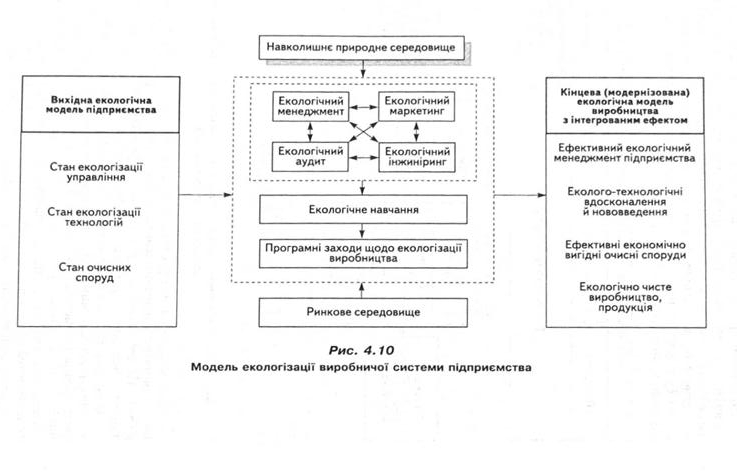 Навколишнє природне середовище
Вихідна екологічна
модель підприємства
Стан екологізації
управління
Стан екологізації
технологій
Стан очисних
споруд
Екологічний
менеджмент
Екологічний
маркетинг
Екологічний
аудит
Екологічний
інжиніринг
Екологічне навчання
Програмні заходи щодо екологізації
виробництва
Ринкове середовище
Кінцева (модернізована)
екологічна модель
виробництва
з інтегрованим ефектом
Ефективний екологічний
менеджмент підприємства
Еколого-технологічні
вдосконалення
й нововведення
Ефективні економічно
вигідні очисні споруди
Екологічно чисте
виробництво,
продукція
Рис. 4.10
Модель екологізації виробничої системи підприємства